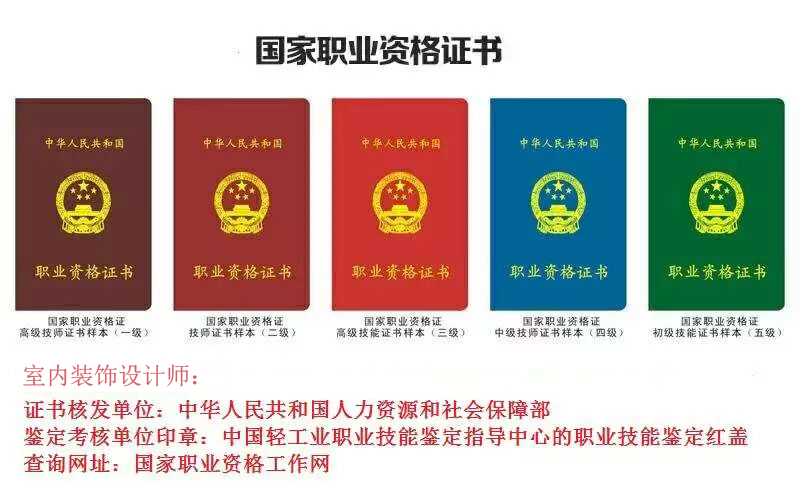 国家职业资格证书
中华人民共和国
职业资格证书
中华人民共和国
职业资格证书
中华人民共和国
职业资格证书
中华人民共和国
职业资格证书
中华人民共和国
职业资格证书
国家职业资格证
高级技师证书样本（一级）
国家职业资格证
技师证书样本（二级）
国家职业资格证
高级技能证书样本（三级）
国家职业资格证
中级技师证书样本（四级）
国家职业资格证
初级技能证书样本（五级）
室内装饰设计师：
证书核发单位：中华人民共和国人力资源和社会保障部
鉴定考核单位印章：中国轻工业职业技能鉴定指导中心的职业技能鉴定红盖
查询网址：国家职业资格工作网